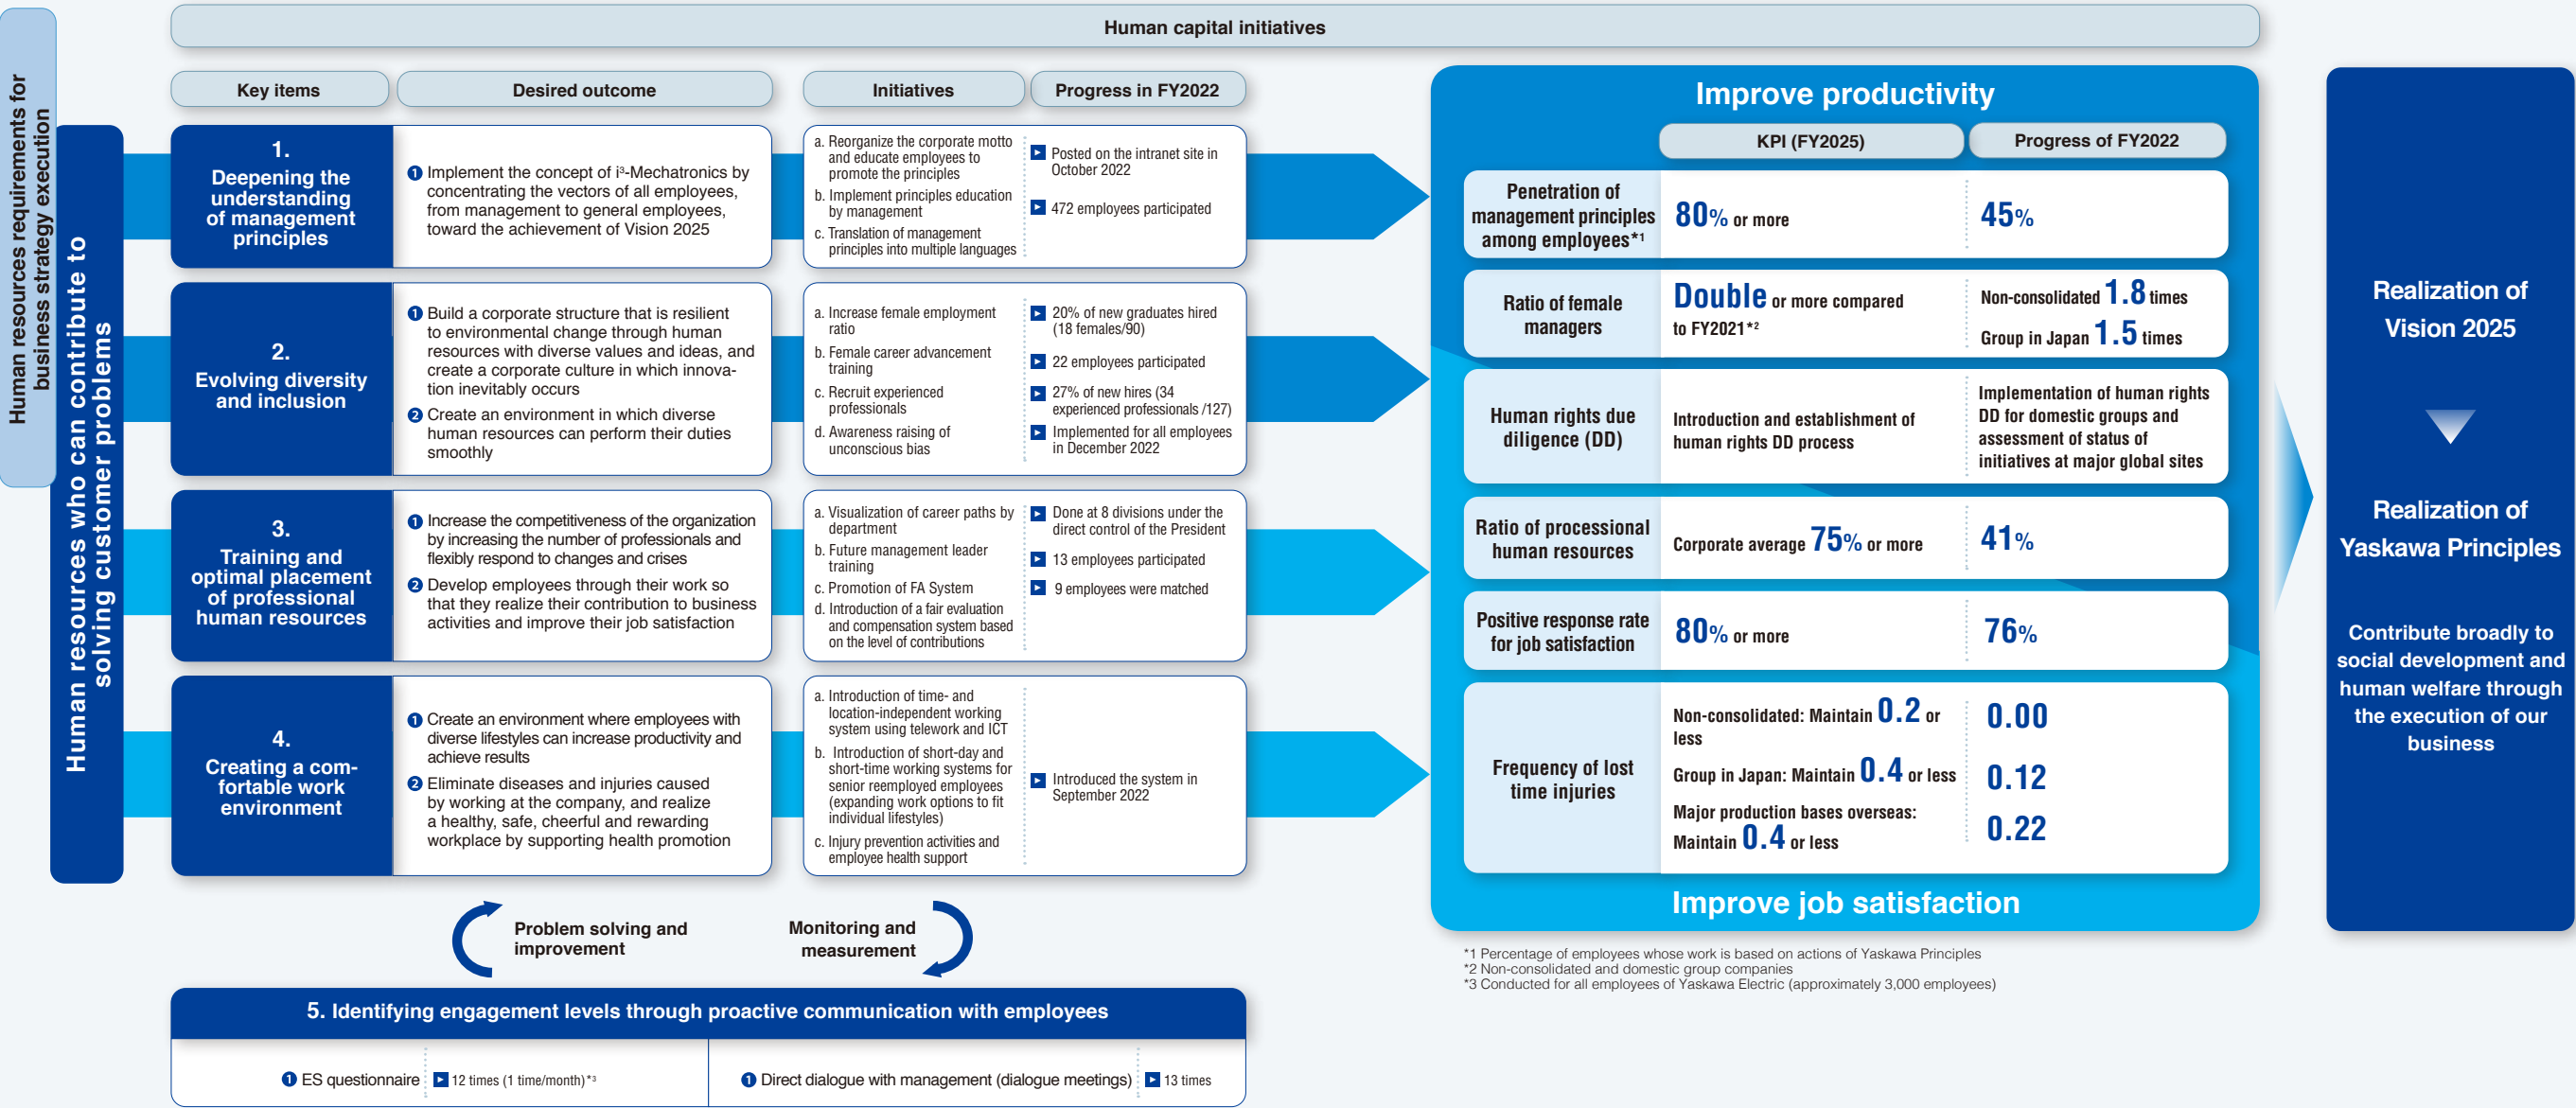 Human capital initiatives
Human resources requirements for
business strategy execution
Human resources who can contribute to
solving customer problems
Key items
Desired outcome
Initiatives
Progress in FY2022
1.
Deepening the
understanding
of management
principles
❶ Implement the concept of i³-Mechatronics by
concentrating the vectors of all employees,
from management to general employees,
toward the achievement of Vision 2025
a. Reorganize the corporate motto
and educate employees to
promote the principles
Posted on the intranet site in
October 2022
b. Implement principles education
by management
472 employees participated
c. Translation of management
principles into multiple languages
2.
Evolving diversity
and inclusion
❶ Build a corporate structure that is resilient
to environmental change through human
resources with diverse values and ideas, and
create a corporate culture in which innova-
tion inevitably occurs
❷ Create an environment in which diverse
human resources can perform their duties
smoothly
a. Increase female employment
ratio
20% of new graduates hired
(18 females/90)
b. Female career advancement
training
22 employees participated
c. Recruit experienced
professionals
27% of new hires (34
experienced professionals /127)
d. Awareness raising of
unconscious bias
Implemented for all employees
in December 2022
3.
Training and
optimal placement
of professional
human resources
❶ Increase the competitiveness of the organization
by increasing the number of professionals and
flexibly respond to changes and crises
❷ Develop employees through their work so
that they realize their contribution to business
activities and improve their job satisfaction
a. Visualization of career paths by
department
Done at 8 divisions under the
direct control of the President
b. Future management leader
training
13 employees participated
c. Promotion of FA System
9 employees were matched
d. Introduction of a fair evaluation
and compensation system based
on the level of contributions
4.
Creating a com-
fortable work
environment
❶ Create an environment where employees with
diverse lifestyles can increase productivity and
achieve results
❷ Eliminate diseases and injuries caused
by working at the company, and realize
a healthy, safe, cheerful and rewarding
workplace by supporting health promotion
a. Introduction of time- and
location-independent working
system using telework and ICT
b. Introduction of short-day and
short-time working systems for
senior reemployed employees
(expanding work options to fit
individual lifestyles)
Introduced the system in
September 2022
c. Injury prevention activities and
employee health support
Problem solving and
improvement
Monitoring and
measurement
5. Identifying engagement levels through proactive communication with employees
❶ ES questionnaire
12 times (1 time/month)*3
❶ Direct dialogue with management (dialogue meetings)
13 times
Improve productivity
KPI (FY2025)
Progress of FY2022
Penetration of
management principles
among employees*1
80% or more
45%
Ratio of female
managers
Double or more compared
to FY2021*2
Non-consolidated 1.8 times
Group in Japan 1.5 times
Human rights due
diligence (DD)
Introduction and establishment of
human rights DD process
Implementation of human rights
DD for domestic groups and
assessment of status of
initiatives at major global sites
Ratio of processional
human resources
Corporate average 75% or more
41%
Positive response rate
for job satisfaction
80% or more
76%
Frequency of lost
time injuries
Non-consolidated: Maintain 0.2 or
less
0.00
Group in Japan: Maintain 0.4 or less
0.12
Major production bases overseas:
Maintain 0.4 or less
0.22
Improve job satisfaction
*1 Percentage of employees whose work is based on actions of Yaskawa Principles
*2 Non-consolidated and domestic group companies
*3 Conducted for all employees of Yaskawa Electric (approximately 3,000 employees)
Realization of
Vision 2025
Realization of
Yaskawa Principles
Contribute broadly to
social development and
human welfare through
the execution of our
business